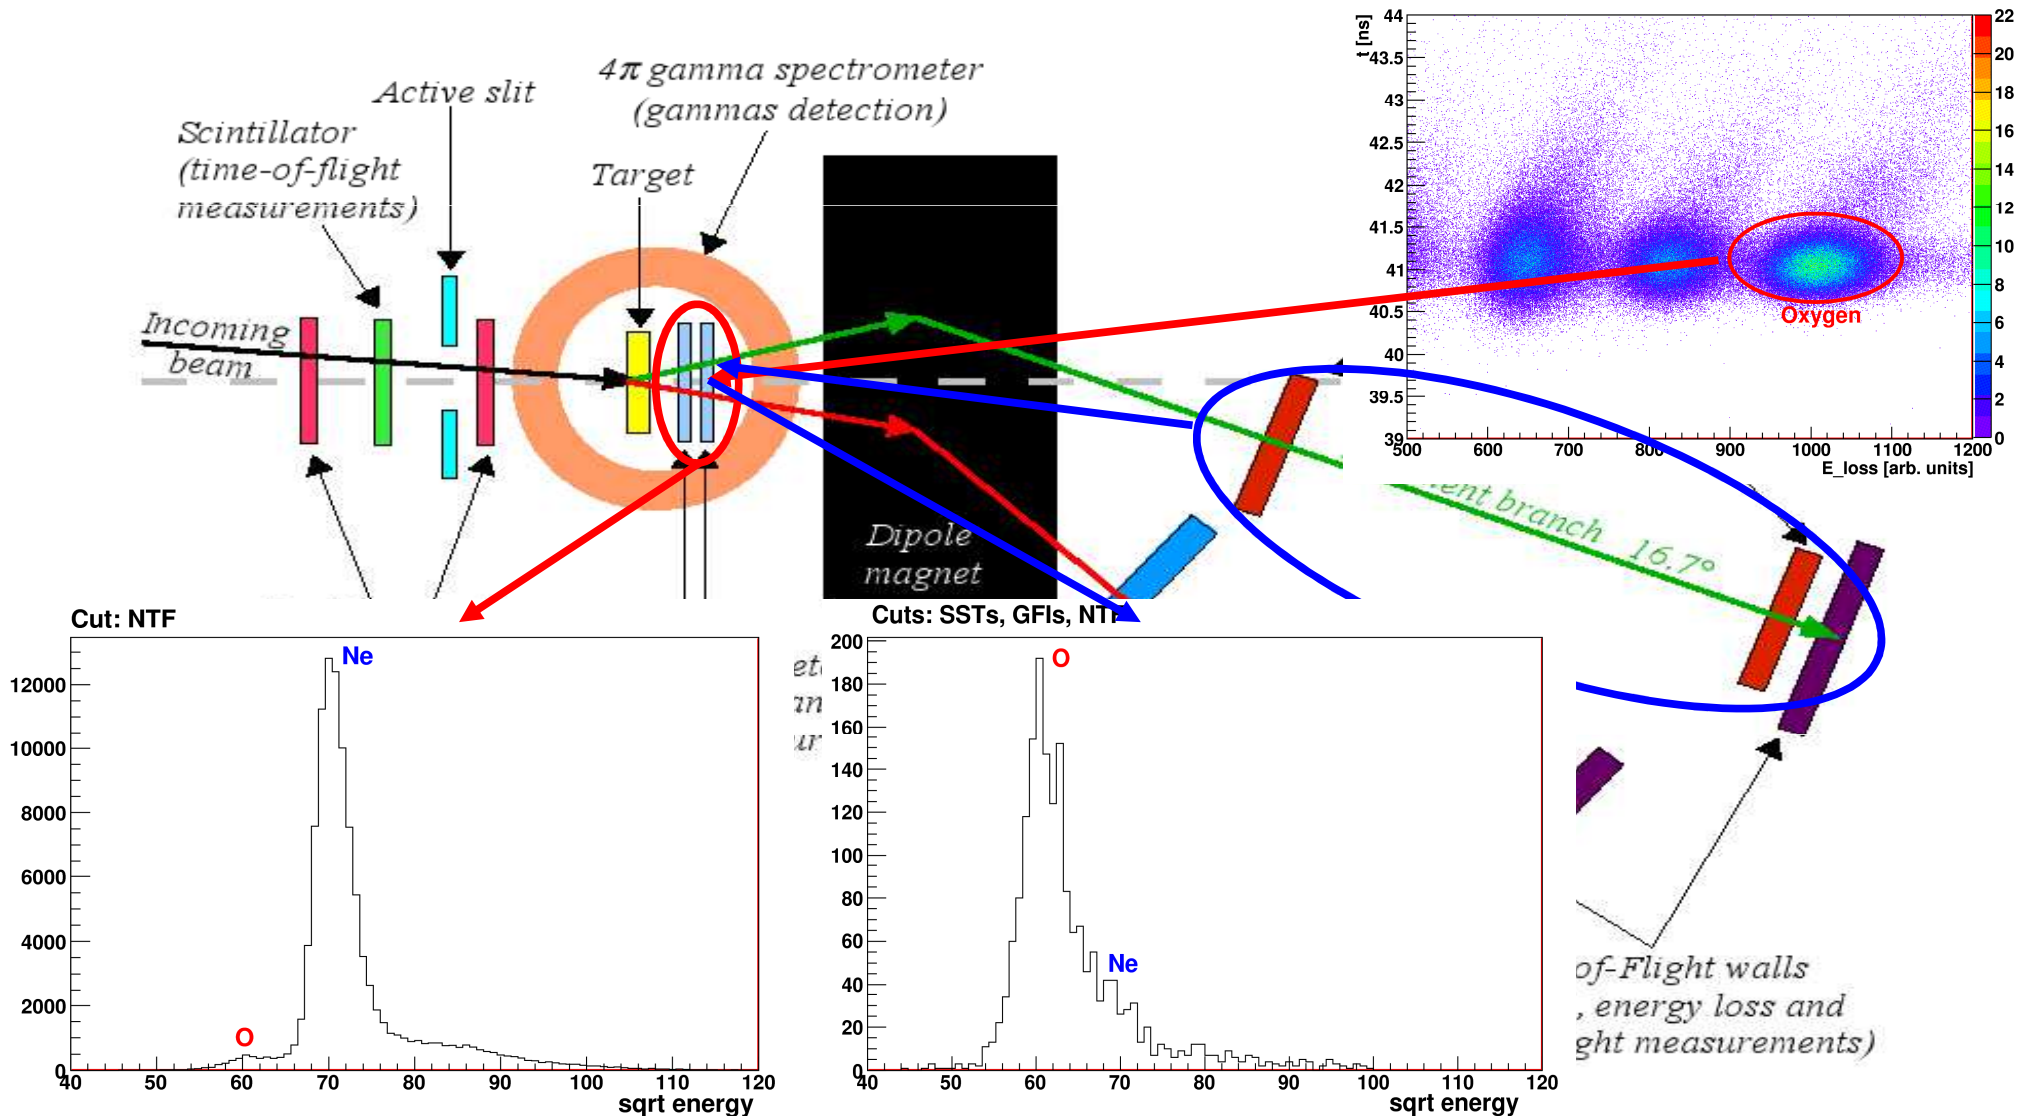 Active slit
4π gamma spectrometer
(gammas detection)
Scintillator
(time-of-flight
measurements)
Target
Incoming
beam
Dipole
magnet
t [ns]
44
43.5
43
42.5
42
41.5
41
40.5
40
39.5
39
500
600
700
800
900
1000
1100
1200
E_loss [arb. units]
22
20
18
16
14
12
10
8
6
4
2
0
Oxygen
branch 16.7°
Cut: NTF
Ne
O
12000
10000
8000
6000
4000
2000
0
40
50
60
70
80
90
100
110
120
sqrt energy
Cuts: SSTs, GFIs, NTF
O
Ne
200
180
160
140
120
100
80
60
40
20
0
40
50
60
70
80
90
100
110
120
sqrt energy
of-Flight walls
, energy loss and
ght measurements)